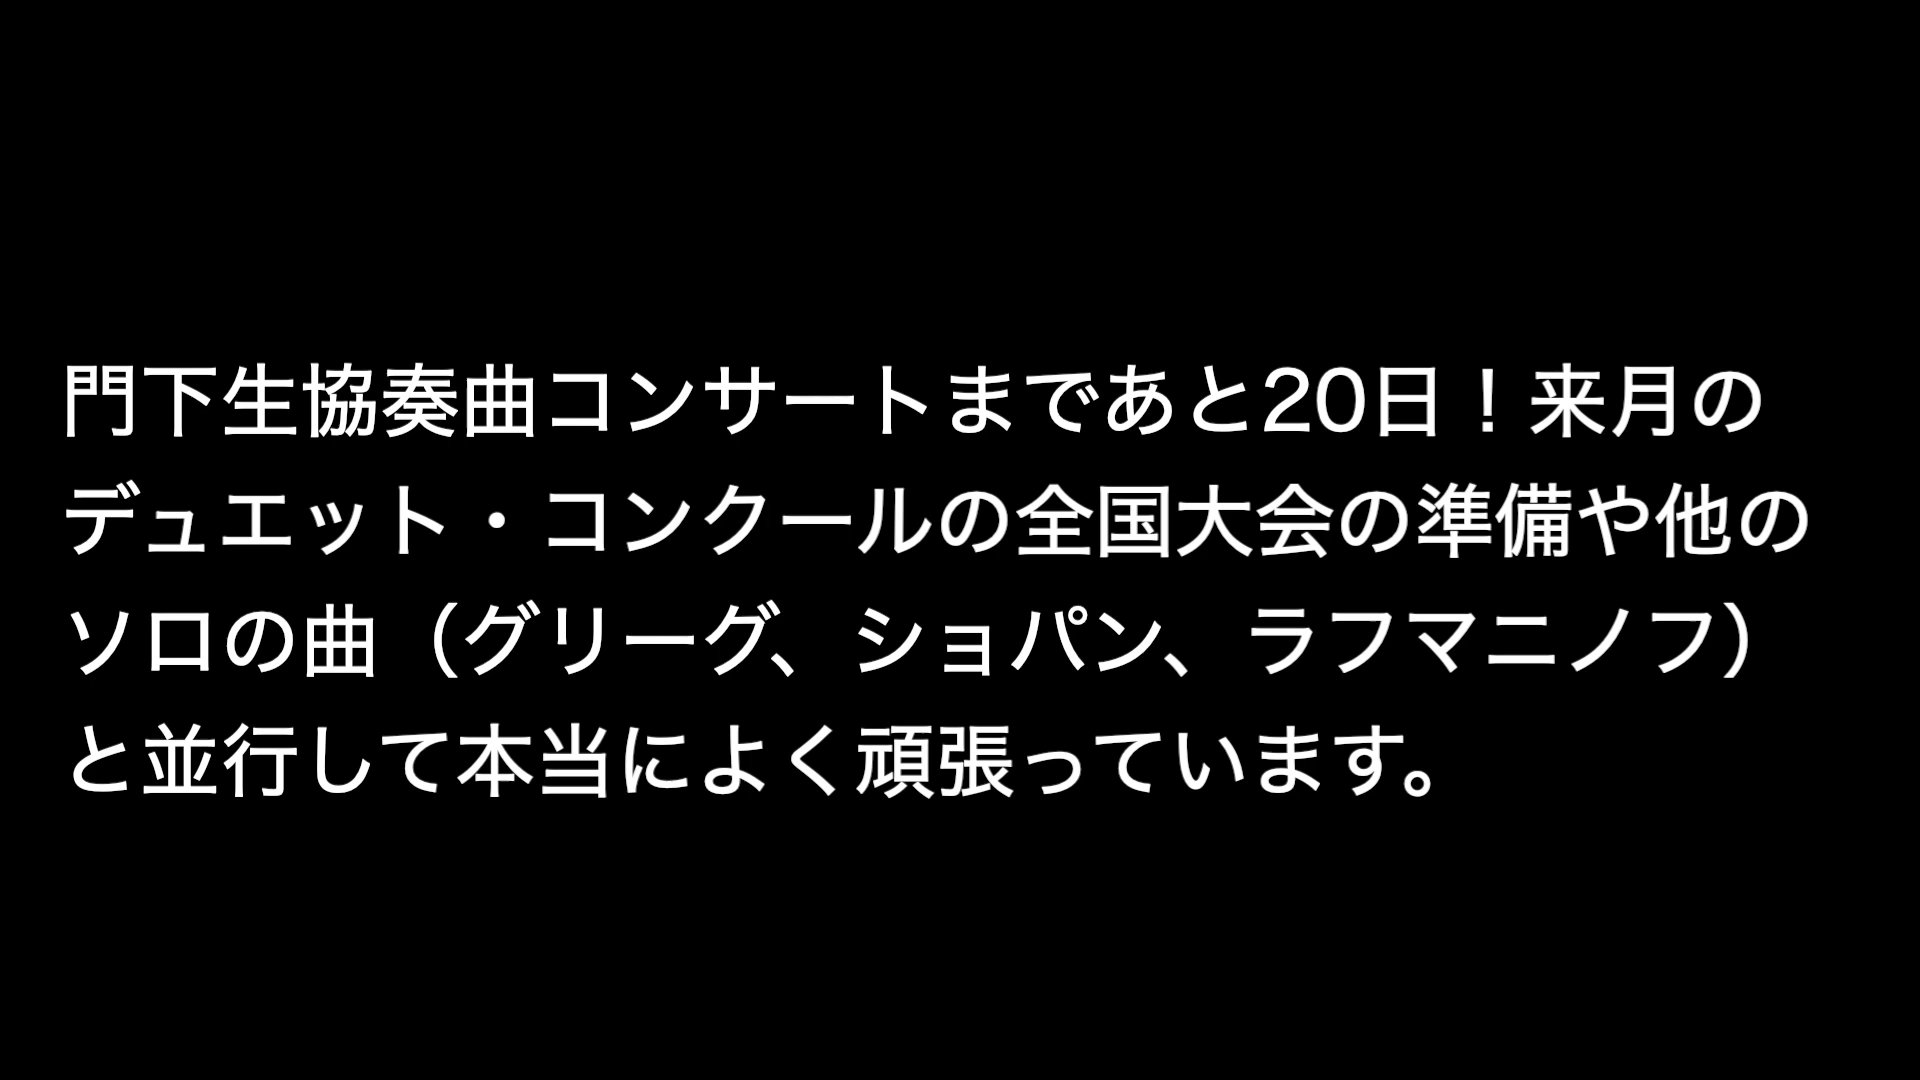 門下生協奏曲コンサートまであと20日！来月の
デュエット・コンクールの全国大会の準備や他の
ソロの曲（グリーグ、ショパン、ラフマニノフ）
と並行して本当によく頑張っています。